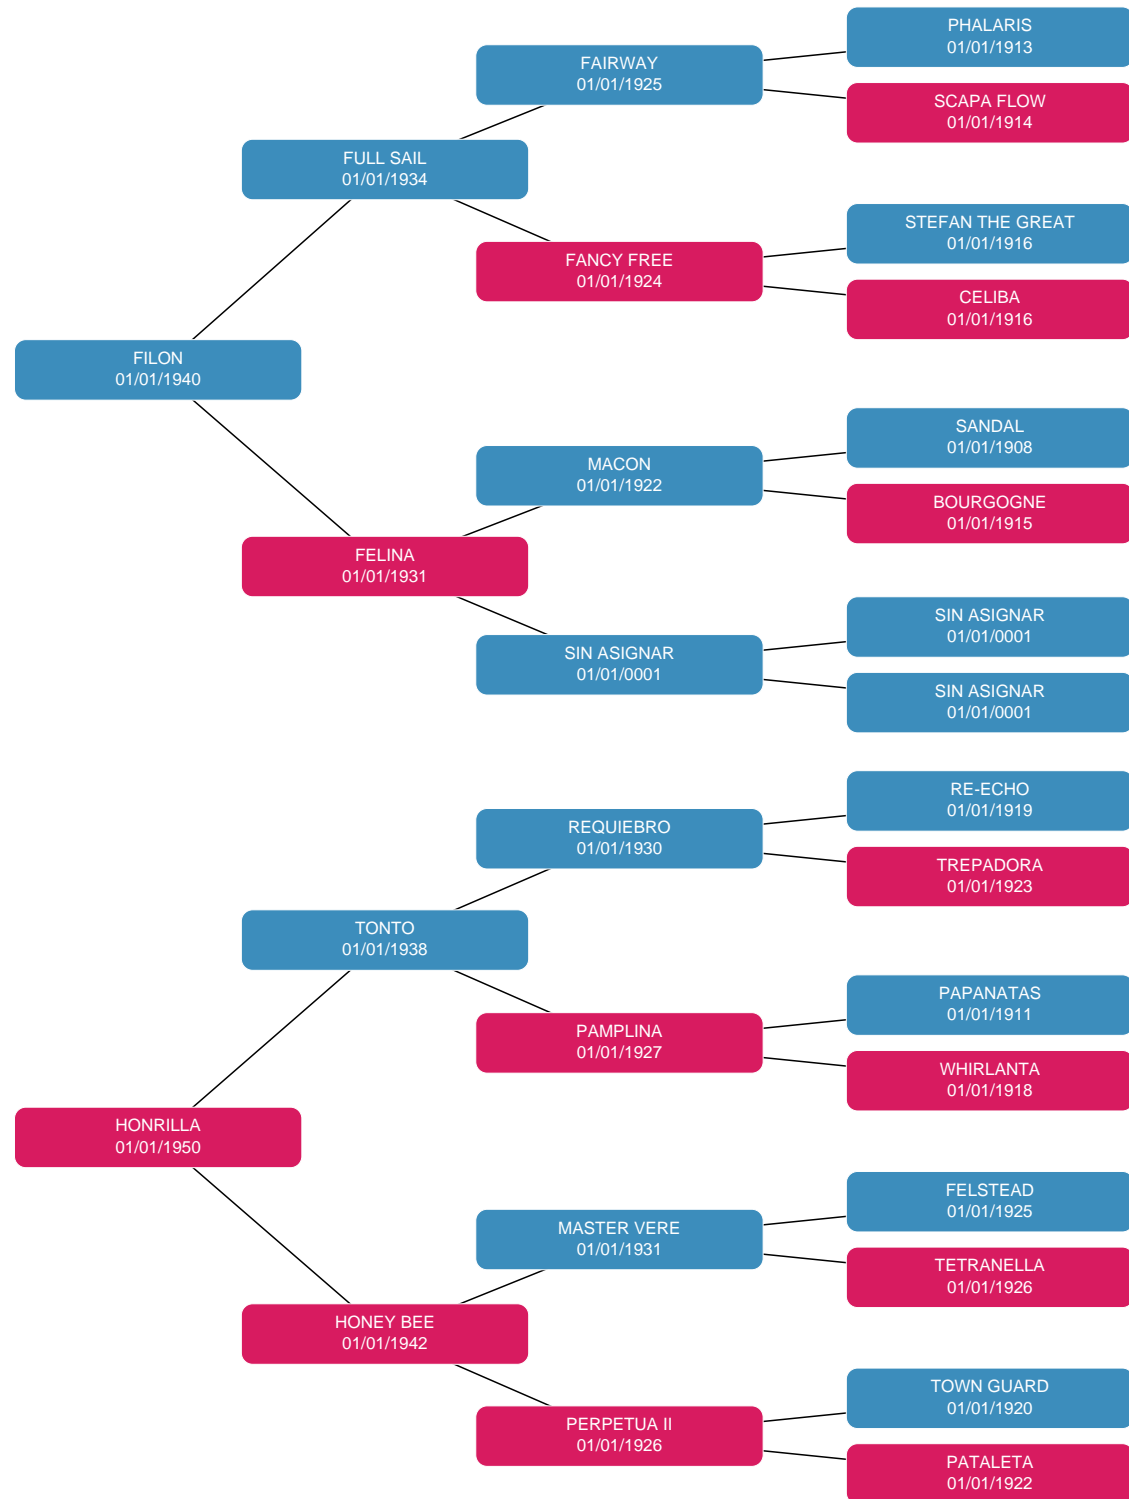 PHALARIS
01/01/1913
FAIRWAY
01/01/1925
SCAPA FLOW
01/01/1914
FULL SAIL
01/01/1934
STEFAN THE GREAT
01/01/1916
FANCY FREE
01/01/1924
CELIBA
01/01/1916
FILON
01/01/1940
SANDAL
01/01/1908
MACON
01/01/1922
BOURGOGNE
01/01/1915
FELINA
01/01/1931
SIN ASIGNAR
01/01/0001
SIN ASIGNAR
01/01/0001
SIN ASIGNAR
01/01/0001
RE-ECHO
01/01/1919
REQUIEBRO
01/01/1930
TREPADORA
01/01/1923
TONTO
01/01/1938
PAPANATAS
01/01/1911
PAMPLINA
01/01/1927
WHIRLANTA
01/01/1918
HONRILLA
01/01/1950
FELSTEAD
01/01/1925
MASTER VERE
01/01/1931
TETRANELLA
01/01/1926
HONEY BEE
01/01/1942
TOWN GUARD
01/01/1920
PERPETUA II
01/01/1926
PATALETA
01/01/1922